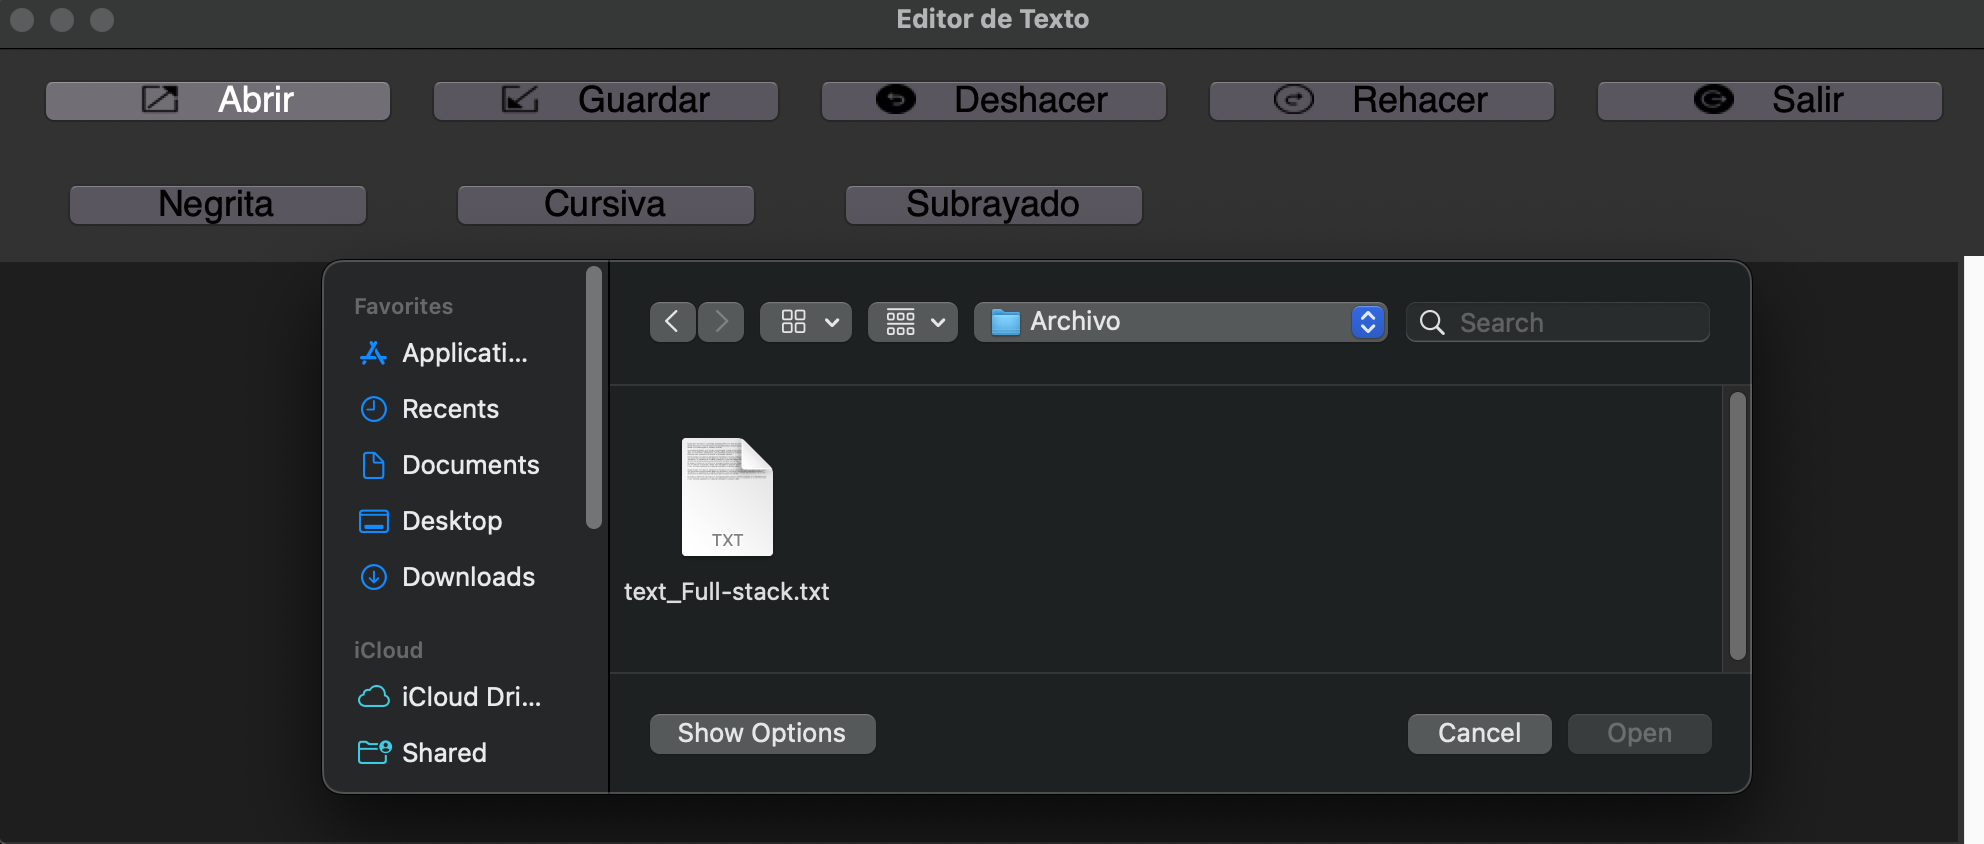 Editor de Texto
Abrir
Guardar
Deshacer
Rehacer
Salir
Negrita
Cursiva
Subrayado
Favorites
Applicati...
Recents
Documents
Desktop
Downloads
iCloud
iCloud Dri...
Shared
Archivo
Search
TXT
text_Full-stack.txt
Show Options
Cancel
Open